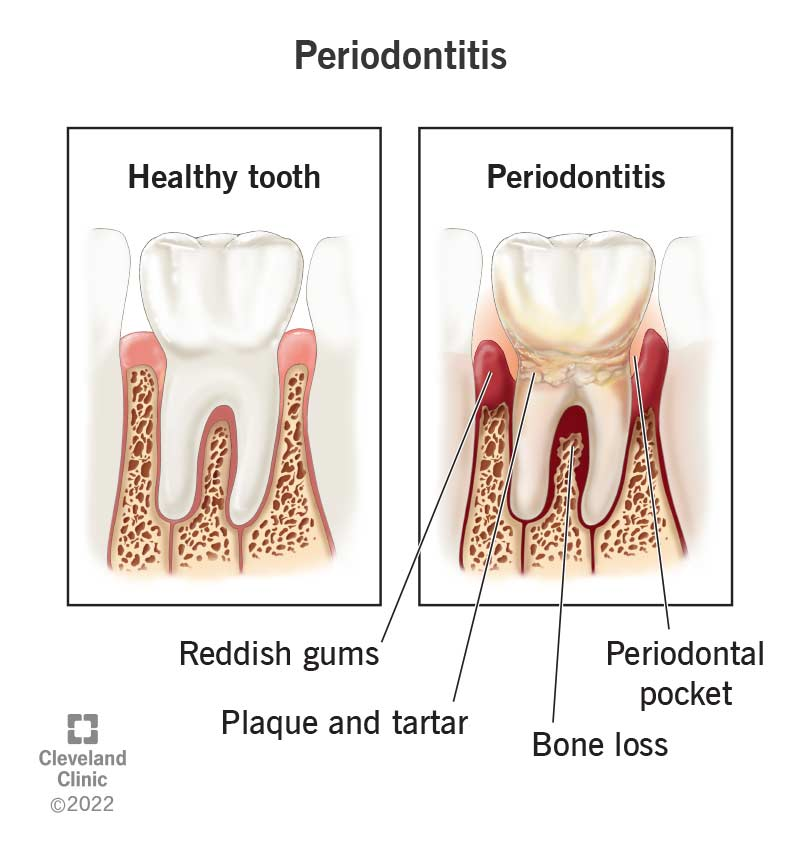 Periodontitis
Healthy tooth
Periodontitis
Reddish gums
Plaque and tartar
Bone loss
Periodontal
pocket
Cleveland
Clinic
©2022